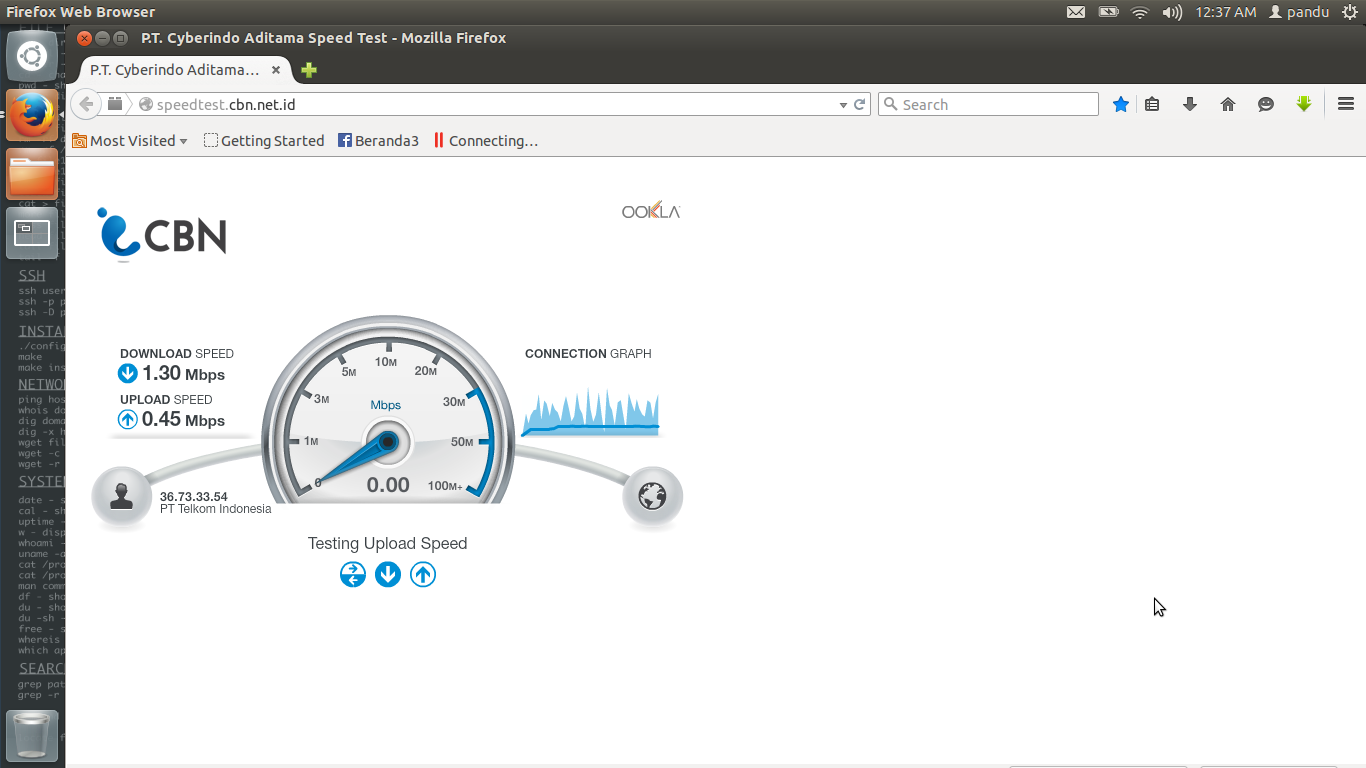 Firefox Web Browser
12:37 AM pandu
P.T. Cyberindo Aditama Speed Test - Mozilla Firefox
P.T. Cyberindo Aditama…
speedtest.cbn.net.id
Search
Most Visited Getting Started Beranda3 Connecting…
CBN
OOKLA
DOWNLOAD SPEED
1.30 Mbps
UPLOAD SPEED
0.45 Mbps
36.73.33.54
PT Telkom Indonesia
Mbps
0
1M
3M
5M
10M
20M
30M
50M
100M+
0.00
CONNECTION GRAPH
Testing Upload Speed
SSH
ssh user
ssh -p p
ssh -D p
INSTA
./config
make
make ins
NETWO
ping hos
whois do
dig doma
dig -x h
wget fil
wget -c
wget -r
SYSTE
date - s
cal - sh
uptime -
w - disp
whoami -
uname -a
cat /pro
cat /pro
man comm
df - sho
du - sho
du -sh -
free - s
whereis
which ap
SEARC
grep pat
grep -r